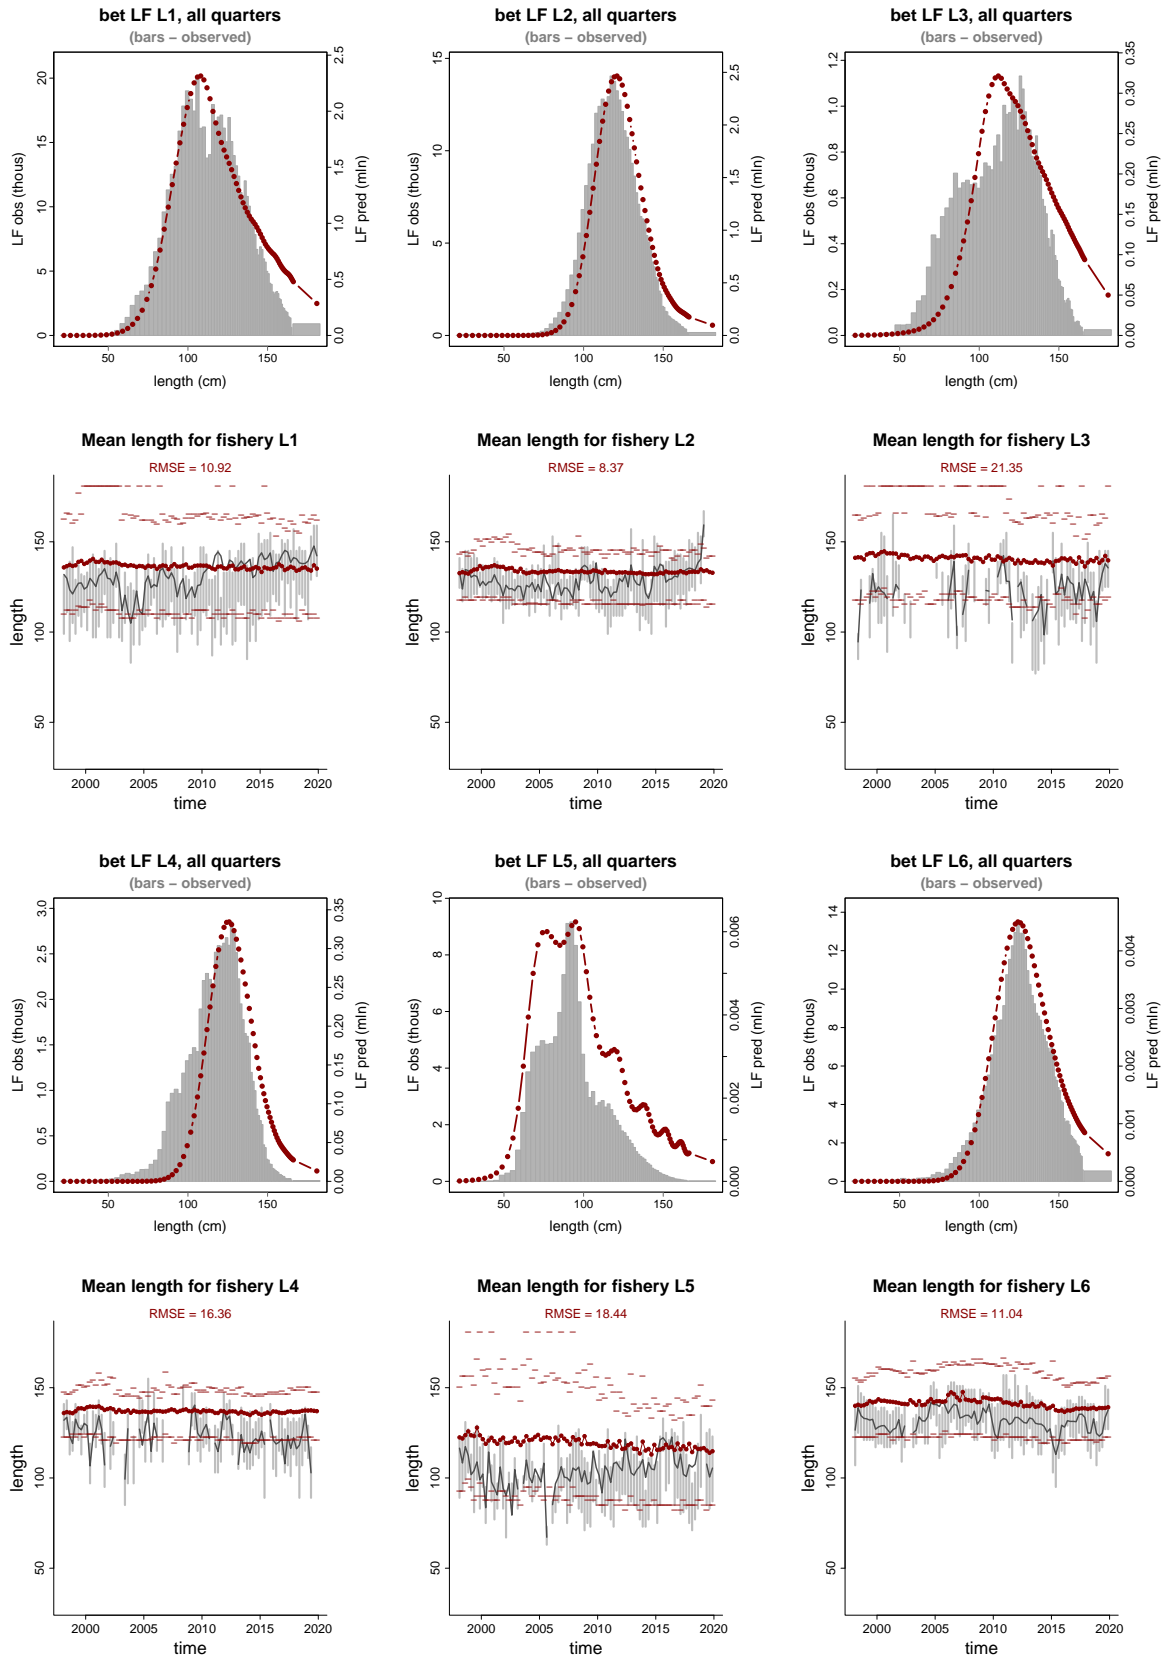 bet LF L1, all quarters
(bars – observed)
LF obs (thous)
0
5
10
15
20
LF pred (mln)
0.0
0.5
1.0
1.5
2.0
2.5
50
100
150
length (cm)
bet LF L2, all quarters
(bars – observed)
LF obs (thous)
0
5
10
15
LF pred (mln)
0.0
0.5
1.0
1.5
2.0
2.5
50
100
150
length (cm)
bet LF L3, all quarters
(bars – observed)
LF obs (thous)
0.0
0.2
0.4
0.6
0.8
1.0
1.2
LF pred (mln)
0.00
0.05
0.10
0.15
0.20
0.25
0.30
0.35
50
100
150
length (cm)
Mean length for fishery L1
RMSE = 10.92
length
50
100
150
2000
2005
2010
2015
2020
time
Mean length for fishery L2
RMSE = 8.37
length
50
100
150
2000
2005
2010
2015
2020
time
Mean length for fishery L3
RMSE = 21.35
length
50
100
150
2000
2005
2010
2015
2020
time
bet LF L4, all quarters
(bars – observed)
LF obs (thous)
0.0
0.5
1.0
1.5
2.0
2.5
3.0
LF pred (mln)
0.00
0.05
0.10
0.15
0.20
0.25
0.30
0.35
50
100
150
length (cm)
bet LF L5, all quarters
(bars – observed)
LF obs (thous)
0
2
4
6
8
10
LF pred (mln)
0.000
0.002
0.004
0.006
50
100
150
length (cm)
bet LF L6, all quarters
(bars – observed)
LF obs (thous)
0
2
4
6
8
10
12
14
LF pred (mln)
0.000
0.001
0.002
0.003
0.004
50
100
150
length (cm)
Mean length for fishery L4
RMSE = 16.36
length
50
100
150
2000
2005
2010
2015
2020
time
Mean length for fishery L5
RMSE = 18.44
length
50
100
150
2000
2005
2010
2015
2020
time
Mean length for fishery L6
RMSE = 11.04
length
50
100
150
2000
2005
2010
2015
2020
time